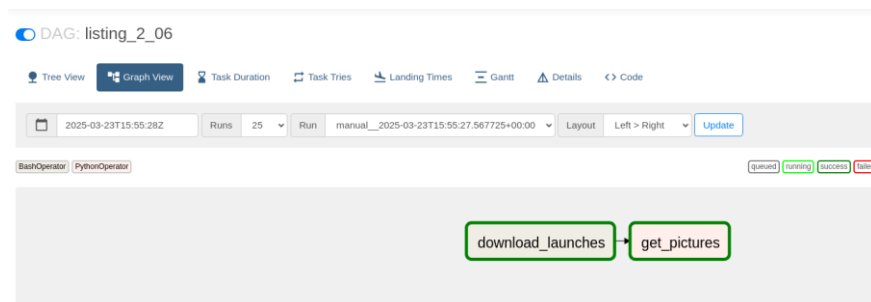 DAG: listing_2_06
Tree View Graph View Task Duration Task Tries Landing Times Gantt Details <> Code
2025-03-23T15:55:28Z Runs 25 Run manual__2025-03-23T15:55:27.567725+00:00 Layout Left > Right Update
BashOperator PythonOperator queued running success faile
download_launches get_pictures